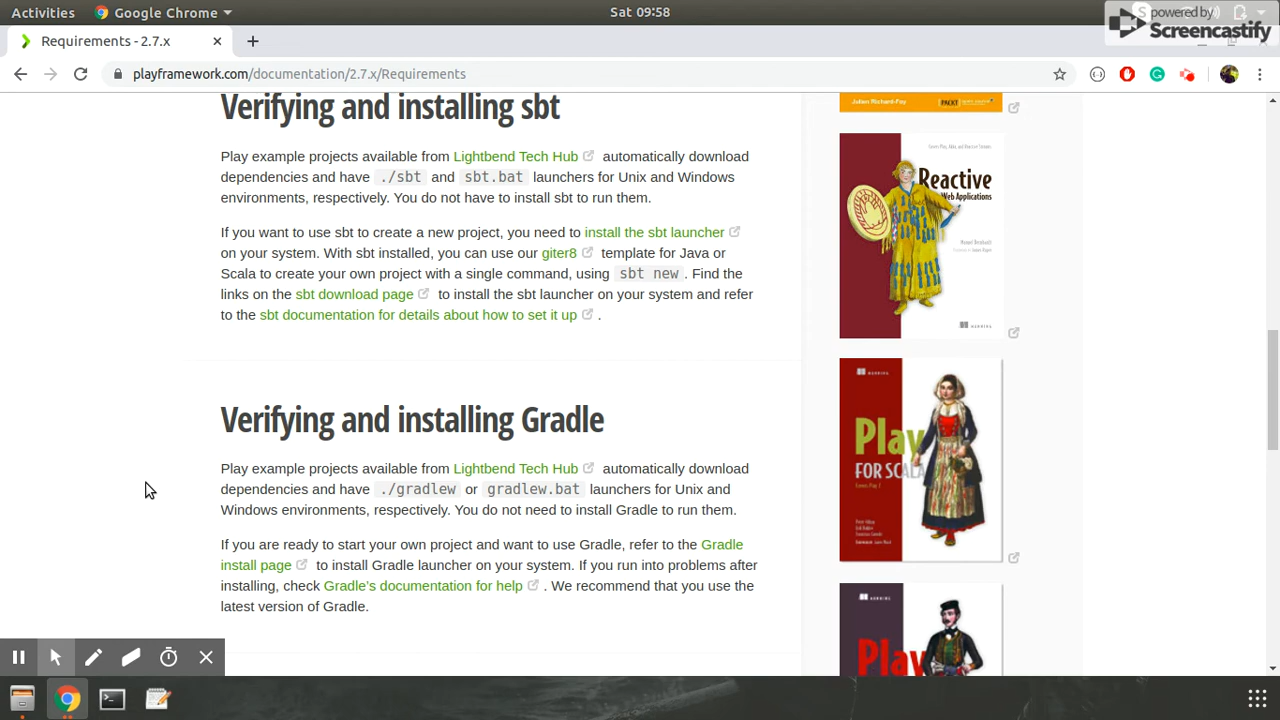 Activities
Google Chrome
Sat 09:58
powered by
Screencastify
Requirements - 2.7.x
playframework.com/documentation/2.7.x/Requirements
Verifying and installing sbt
Play example projects available from Lightbend Tech Hub automatically download
dependencies and have ./sbt and sbt.bat launchers for Unix and Windows
environments, respectively. You do not have to install sbt to run them.
If you want to use sbt to create a new project, you need to install the sbt launcher
on your system. With sbt installed, you can use our giter8 template for Java or
Scala to create your own project with a single command, using sbt new. Find the
links on the sbt download page to install the sbt launcher on your system and refer
to the sbt documentation for details about how to set it up.
Verifying and installing Gradle
Play example projects available from Lightbend Tech Hub automatically download
dependencies and have ./gradlew or gradlew.bat launchers for Unix and
Windows environments, respectively. You do not need to install Gradle to run them.
If you are ready to start your own project and want to use Gradle, refer to the Gradle
install page to install Gradle launcher on your system. If you run into problems after
installing, check Gradle's documentation for help. We recommend that you use the
latest version of Gradle.
Julien Richard-Foy
PACKT
Reactive
Web Applications
MANNING
MANNING
Play
FOR SCALA
MANNING
Play